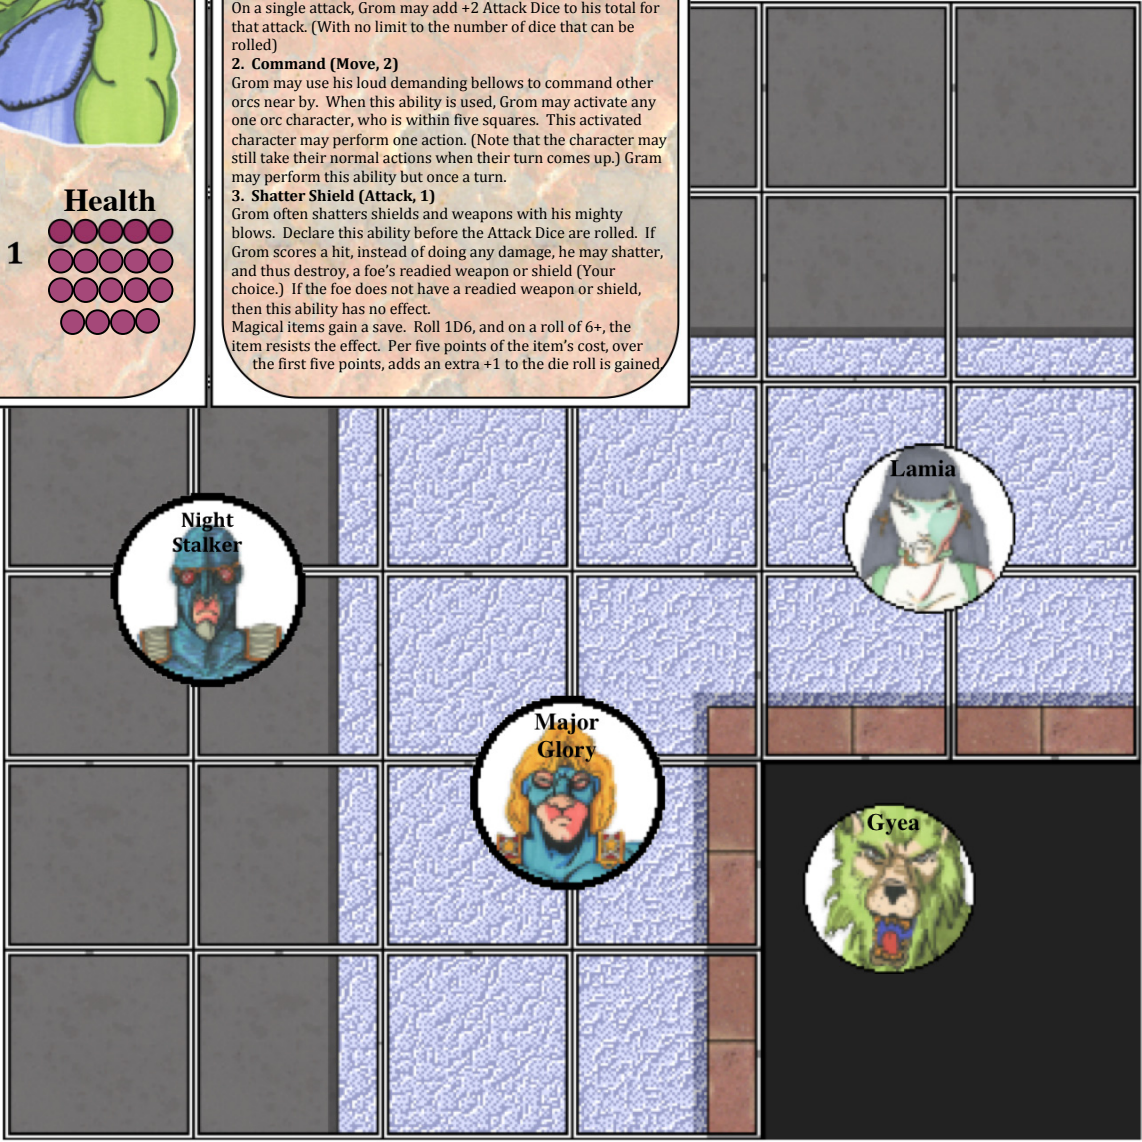 On a single attack, Grom may add +2 Attack Dice to his total for
that attack. (With no limit to the number of dice that can be
rolled)
2. Command (Move, 2)
Grom may use his loud demanding bellows to command other
orcs near by. When this ability is used, Grom may activate any
one orc character, who is within five squares. This activated
character may perform one action. (Note that the character may
still take their normal actions when their turn comes up.) Gram
may perform this ability but once a turn.
3. Shatter Shield (Attack, 1)
Grom often shatters shields and weapons with his mighty
blows. Declare this ability before the Attack Dice are rolled. If
Grom scores a hit, instead of doing any damage, he may shatter,
and thus destroy, a foe's readied weapon or shield (Your
choice.) If the foe does not have a readied weapon or shield,
then this ability has no effect.
Magical items gain a save. Roll 1D6, and on a roll of 6+, the
item resists the effect. Per five points of the item's cost, over
the first five points, adds an extra +1 to the die roll is gained.
Health
1
Lamia
Night
Stalker
Major
Glory
Gyea